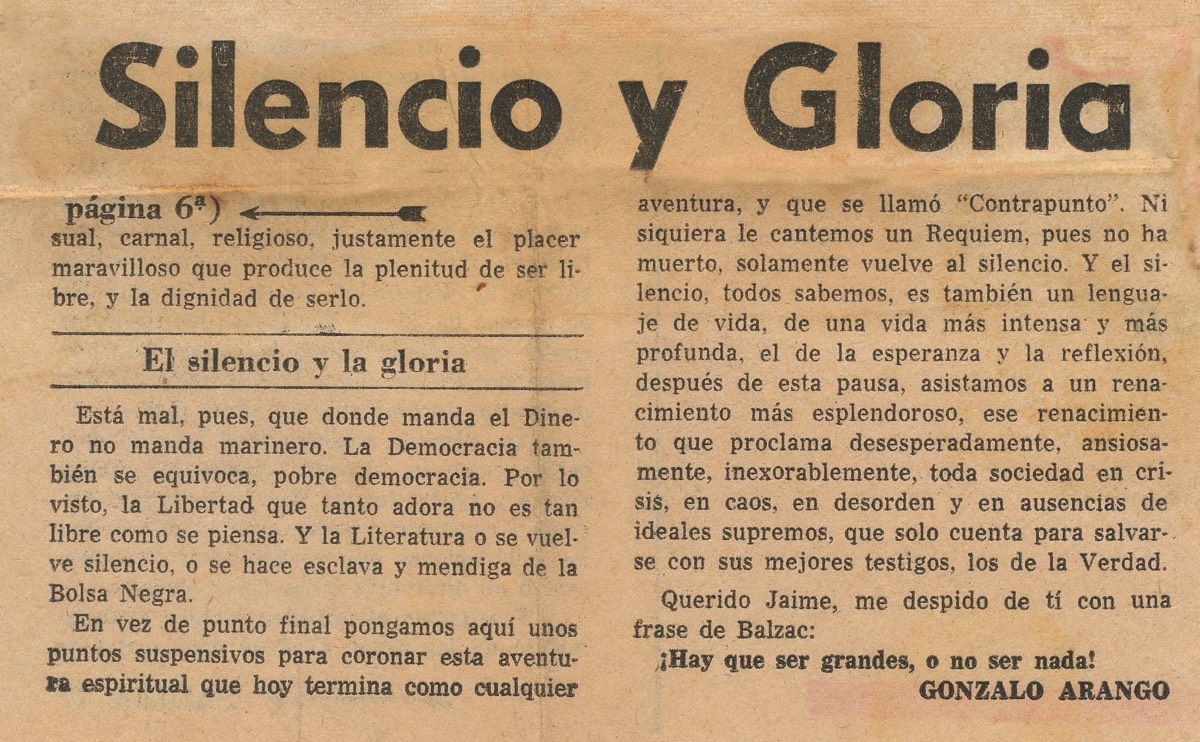 Silencio y Gloria
página 6ª)
sual, carnal, religioso, justamente el placer
maravilloso que produce la plenitud de ser li-
bre, y la dignidad de serlo.
El silencio y la gloria
Está mal, pues, que donde manda el Dine-
ro no manda marinero. La Democracia tam-
bién se equivoca, pobre democracia. Por lo
visto, la Libertad que tanto adora no es tan
libre como se piensa. Y la Literatura o se vuel-
ve silencio, o se hace esclava y mendiga de la
Bolsa Negra.
En vez de punto final pongamos aquí unos
puntos suspensivos para coronar esta aventu-
ra espiritual que hoy termina como cualquier
aventura, y que se llamó “Contrapunto”. Ni
siquiera le cantemos un Requiem, pues no ha
muerto, solamente vuelve al silencio. Y el si-
lencio, todos sabemos, es también un lengua-
je de vida, de una vida más intensa y más
profunda, el de la esperanza y la reflexión,
después de esta pausa, asistamos a un rena-
cimiento más esplendoroso, ese renacimien-
to que proclama desesperadamente, ansiosa-
mente, inexorablemente, toda sociedad en cri-
sis, en caos, en desorden y en ausencias de
ideales supremos, que solo cuenta para salvar-
se con sus mejores testigos, los de la Verdad.
Querido Jaime, me despido de tí con una
frase de Balzac:
¡Hay que ser grandes, o no ser nada!
GONZALO ARANGO